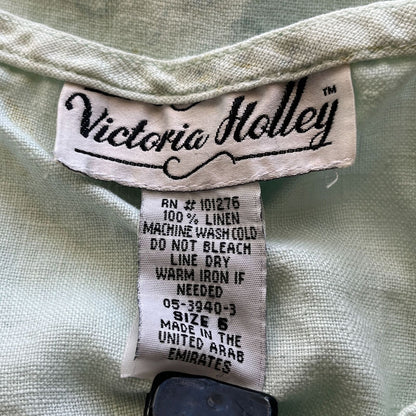 Victoria Holley™
RN # 101276
100% LINEN
MACHINE WASH COLD
DO NOT BLEACH
LINE DRY
WARM IRON IF
NEEDED
05-3940-3
SIZE 6
MADE IN THE
UNITED ARAB
EMIRATES